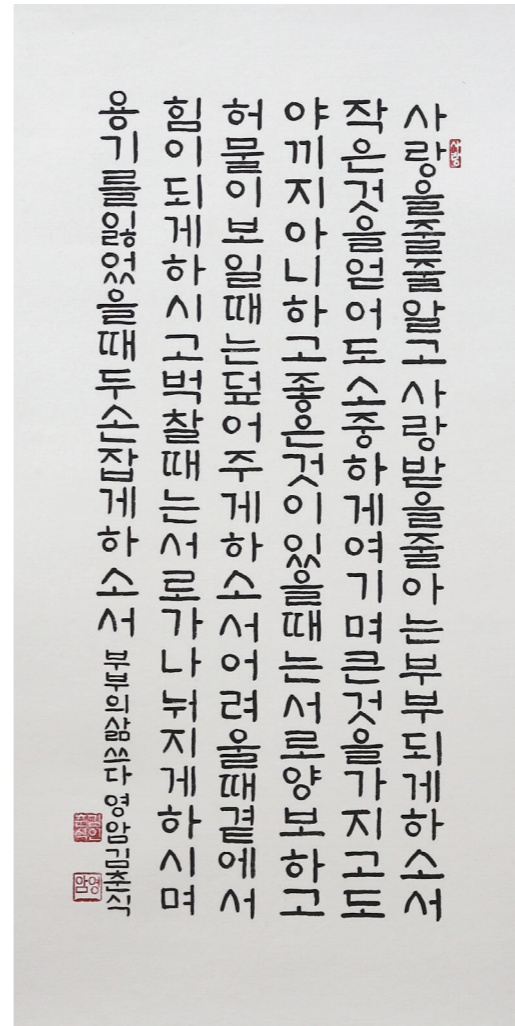 사랑을줄줄알고사랑받을줄아는부부되게하소서
작은것을얻어도소중하게여기며큰것을가지고도
야끼지아니하고좋은것이있을때는서로양보하고
허물이보일때는덮어주게하소서어려울때곁에서
힘이되게하시고벅찰때는서로가나눠지게하시며
용기를잃었을때두손잡게하소서 부부의삶쓰다영암김춘식
사랑
영암